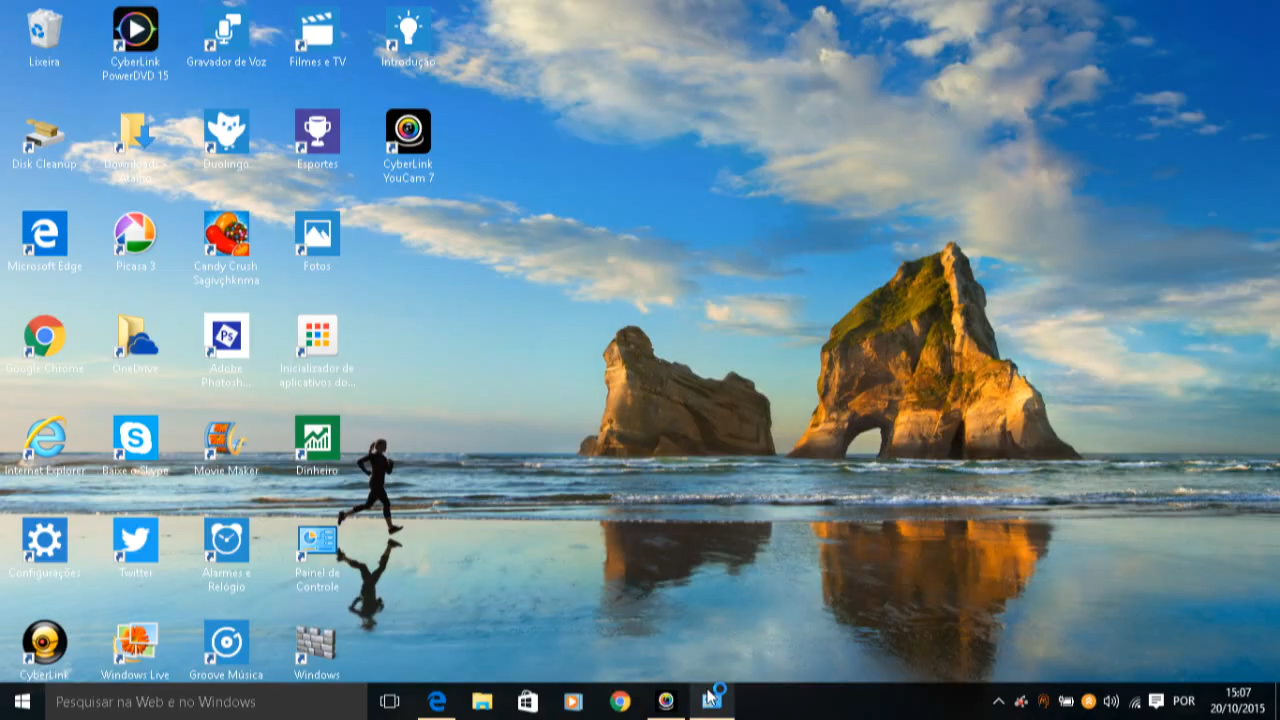 Lixeira
CyberLink
PowerDVD 15
Gravador de Voz
Filmes e TV
Introdução
Disk Cleanup
Downloads -
Atalho
Duolingo
Esportes
CyberLink
YouCam 7
Microsoft Edge
Picasa 3
Candy Crush
Sagivçhknma
Fotos
Google Chrome
OneDrive
Ps
Adobe
Photosh...
Inicializador de
aplicativos do...
Internet Explorer
Baixe o Skype
Movie Maker
Dinheiro
Configurações
Twitter
Alarmes e
Relógio
Painel de
Controle
CyberLink
Windows Live
Groove Música
Windows
Pesquisar na Web e no Windows
POR
15:07
20/10/2015